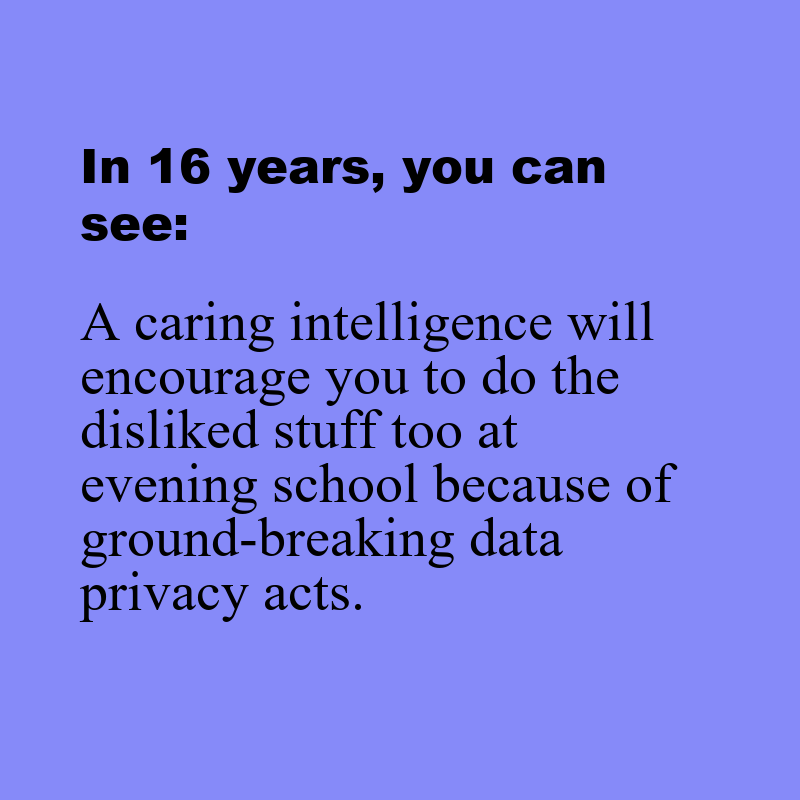 In 16 years, you can
see:
A caring intelligence will
encourage you to do the
disliked stuff too at
evening school because of
ground-breaking data
privacy acts.